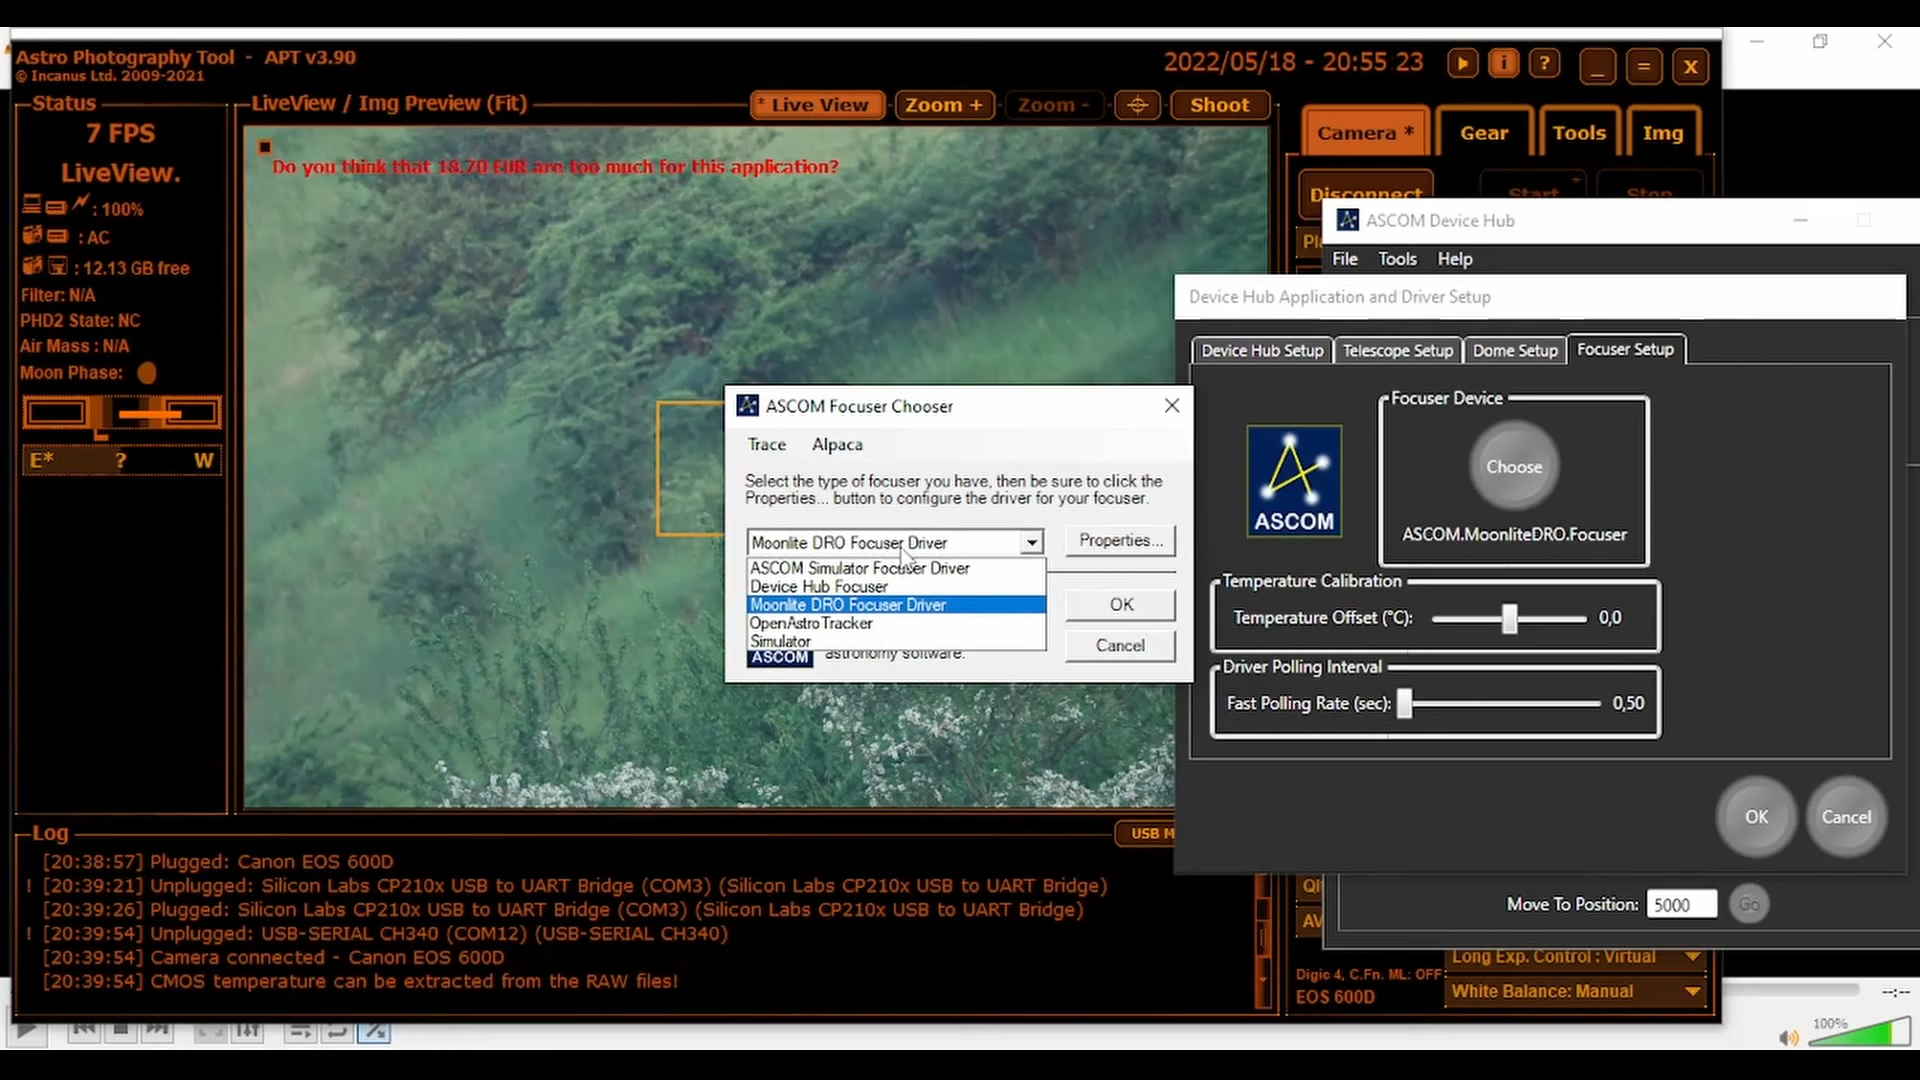 Astro Photography Tool - APT v3.90
© Incanus Ltd. 2009-2021
2022/05/18 - 20:55 23
i
?
_
=
X
Status
7 FPS
LiveView.
: 100%
: AC
: 12.13 GB free
Filter: N/A
PHD2 State: NC
Air Mass : N/A
Moon Phase:
E* ? W
LiveView / Img Preview (Fit)
* Live View
Zoom +
Zoom -
Shoot
Do you think that 18.70 EUR are too much for this application?
Camera *
Gear
Tools
Img
Disconnect
Start
Stop
ASCOM Device Hub
File Tools Help
Device Hub Application and Driver Setup
Device Hub Setup
Telescope Setup
Dome Setup
Focuser Setup
Focuser Device
Choose
ASCOM
ASCOM.MoonliteDRO.Focuser
Temperature Calibration
Temperature Offset (°C): 0,0
Driver Polling Interval
Fast Polling Rate (sec): 0,50
OK
Cancel
Move To Position: 5000
Go
ASCOM Focuser Chooser
Trace Alpaca
Select the type of focuser you have, then be sure to click the
Properties... button to configure the driver for your focuser.
Moonlite DRO Focuser Driver
Properties...
ASCOM Simulator Focuser Driver
Device Hub Focuser
Moonlite DRO Focuser Driver
OpenAstroTracker
Simulator
OK
Cancel
ASCOM
astronomy software.
Log
USB M
[20:38:57] Plugged: Canon EOS 600D
! [20:39:21] Unplugged: Silicon Labs CP210x USB to UART Bridge (COM3) (Silicon Labs CP210x USB to UART Bridge)
[20:39:26] Plugged: Silicon Labs CP210x USB to UART Bridge (COM3) (Silicon Labs CP210x USB to UART Bridge)
! [20:39:54] Unplugged: USB-SERIAL CH340 (COM12) (USB-SERIAL CH340)
[20:39:54] Camera connected - Canon EOS 600D
[20:39:54] CMOS temperature can be extracted from the RAW files!
AV
Long Exp. Control : Virtual
Digic 4, C.Fn. ML: OFF
EOS 600D
White Balance: Manual
--:--
100%